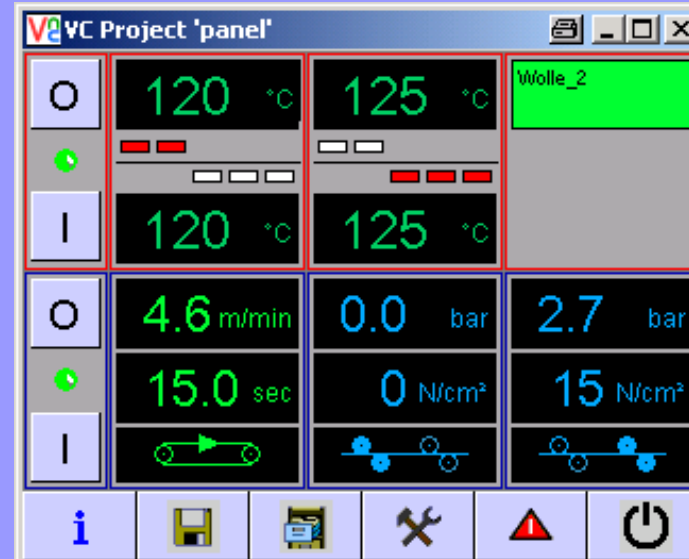 VC VC Project 'panel'
O 120 °C 125 °C Wolle_2
I 120 °C 125 °C
O 4.6 m/min 0.0 bar 2.7 bar
15.0 sec 0 N/cm² 15 N/cm²
I
i